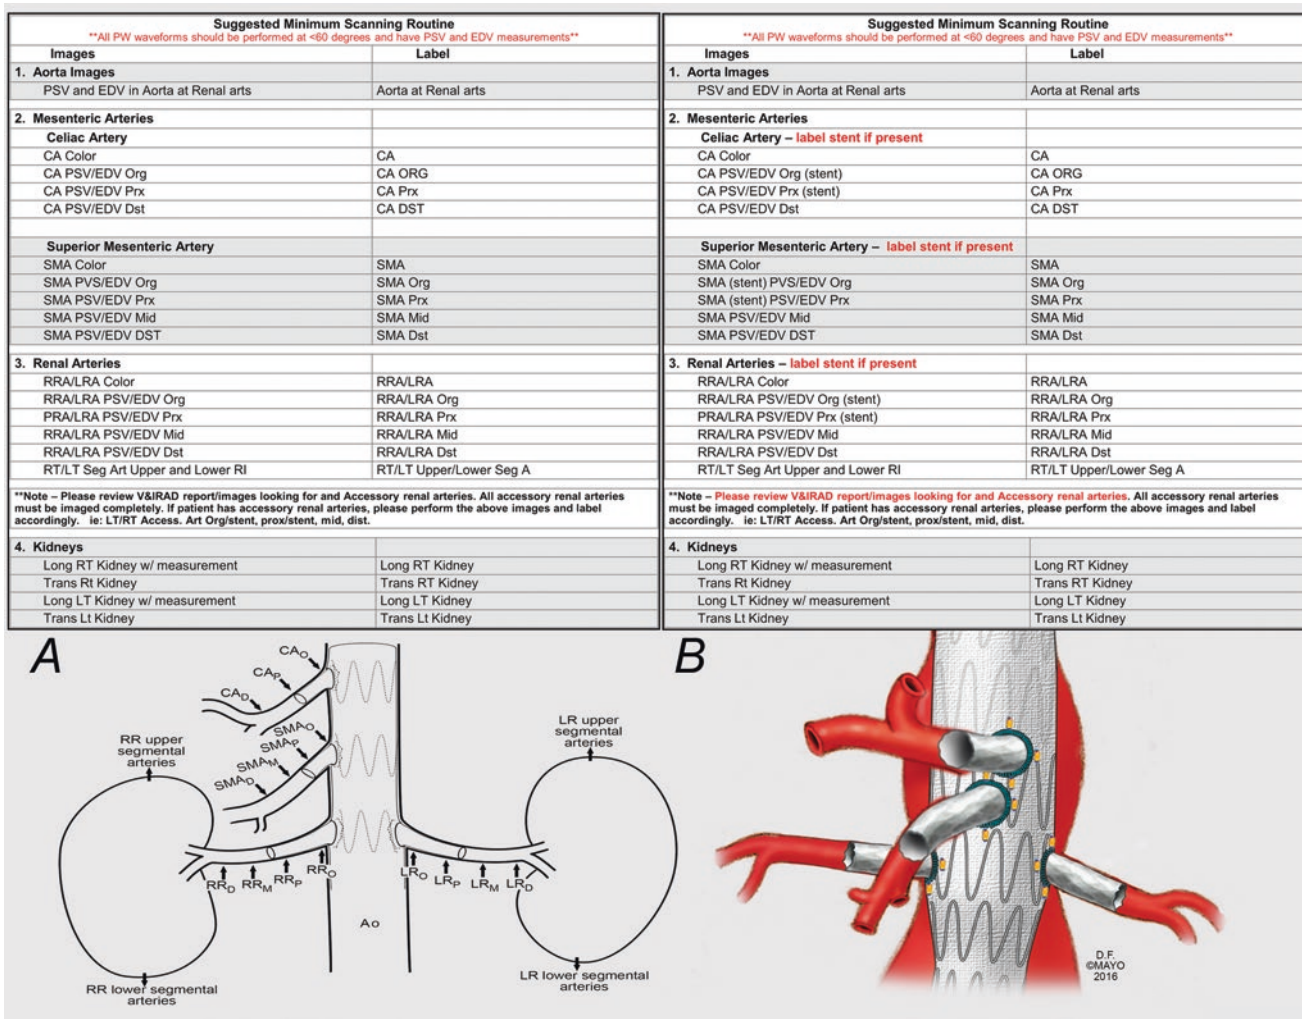 Suggested Minimum Scanning Routine
**All PW waveforms should be performed at <60 degrees and have PSV and EDV measurements**
Images Label
1. Aorta Images
PSV and EDV in Aorta at Renal arts Aorta at Renal arts
2. Mesenteric Arteries
Celiac Artery
CA Color CA
CA PSV/EDV Org CA ORG
CA PSV/EDV Prx CA Prx
CA PSV/EDV Dst CA DST
Superior Mesenteric Artery
SMA Color SMA
SMA PVS/EDV Org SMA Org
SMA PSV/EDV Prx SMA Prx
SMA PSV/EDV Mid SMA Mid
SMA PSV/EDV DST SMA Dst
3. Renal Arteries
RRA/LRA Color RRA/LRA
RRA/LRA PSV/EDV Org RRA/LRA Org
PRA/LRA PSV/EDV Prx RRA/LRA Prx
RRA/LRA PSV/EDV Mid RRA/LRA Mid
RRA/LRA PSV/EDV Dst RRA/LRA Dst
RT/LT Seg Art Upper and Lower RI RT/LT Upper/Lower Seg A
**Note – Please review V&IRAD report/images looking for and Accessory renal arteries. All accessory renal arteries
must be imaged completely. If patient has accessory renal arteries, please perform the above images and label
accordingly. ie: LT/RT Access. Art Org/stent, prox/stent, mid, dist.
4. Kidneys
Long RT Kidney w/ measurement Long RT Kidney
Trans Rt Kidney Trans RT Kidney
Long LT Kidney w/ measurement Long LT Kidney
Trans Lt Kidney Trans Lt Kidney
Suggested Minimum Scanning Routine
**All PW waveforms should be performed at <60 degrees and have PSV and EDV measurements**
Images Label
1. Aorta Images
PSV and EDV in Aorta at Renal arts Aorta at Renal arts
2. Mesenteric Arteries
Celiac Artery – label stent if present
CA Color CA
CA PSV/EDV Org (stent) CA ORG
CA PSV/EDV Prx (stent) CA Prx
CA PSV/EDV Dst CA DST
Superior Mesenteric Artery – label stent if present
SMA Color SMA
SMA (stent) PVS/EDV Org SMA Org
SMA (stent) PSV/EDV Prx SMA Prx
SMA PSV/EDV Mid SMA Mid
SMA PSV/EDV DST SMA Dst
3. Renal Arteries – label stent if present
RRA/LRA Color RRA/LRA
RRA/LRA PSV/EDV Org (stent) RRA/LRA Org
PRA/LRA PSV/EDV Prx (stent) RRA/LRA Prx
RRA/LRA PSV/EDV Mid RRA/LRA Mid
RRA/LRA PSV/EDV Dst RRA/LRA Dst
RT/LT Seg Art Upper and Lower RI RT/LT Upper/Lower Seg A
**Note – Please review V&IRAD report/images looking for and Accessory renal arteries. All accessory renal arteries
must be imaged completely. If patient has accessory renal arteries, please perform the above images and label
accordingly. ie: LT/RT Access. Art Org/stent, prox/stent, mid, dist.
4. Kidneys
Long RT Kidney w/ measurement Long RT Kidney
Trans Rt Kidney Trans RT Kidney
Long LT Kidney w/ measurement Long LT Kidney
Trans Lt Kidney Trans Lt Kidney
A
CAO
CAP
CAD
SMAO
SMAP
SMAM
SMAD
RR upper
segmental
arteries
LR upper
segmental
arteries
RRD RRM RRP RRO
LRO LRP LRM LRD
Ao
RR lower segmental
arteries
LR lower segmental
arteries
B
D.F.
©MAYO
2016